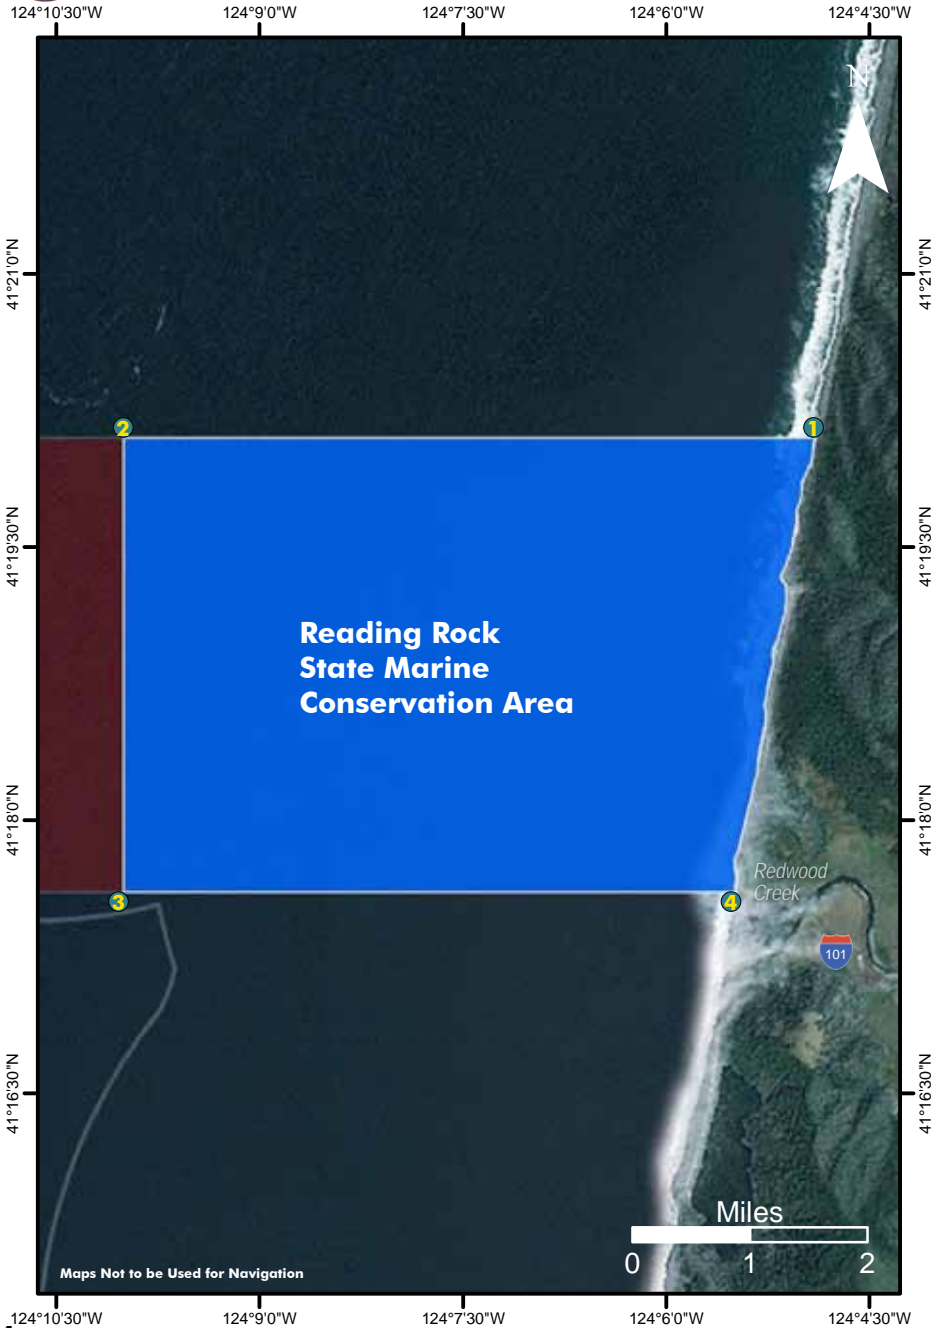 124°10'30"W 124°9'0"W 124°7'30"W 124°6'0"W 124°4'30"W
N
41°21'0"N 41°21'0"N
2 1
41°19'30"N 41°19'30"N
Reading Rock
State Marine
Conservation Area
41°18'0"N 41°18'0"N
Redwood
Creek
3 4
101
41°16'30"N 41°16'30"N
Miles
0 1 2
Maps Not to be Used for Navigation
124°10'30"W 124°9'0"W 124°7'30"W 124°6'0"W 124°4'30"W